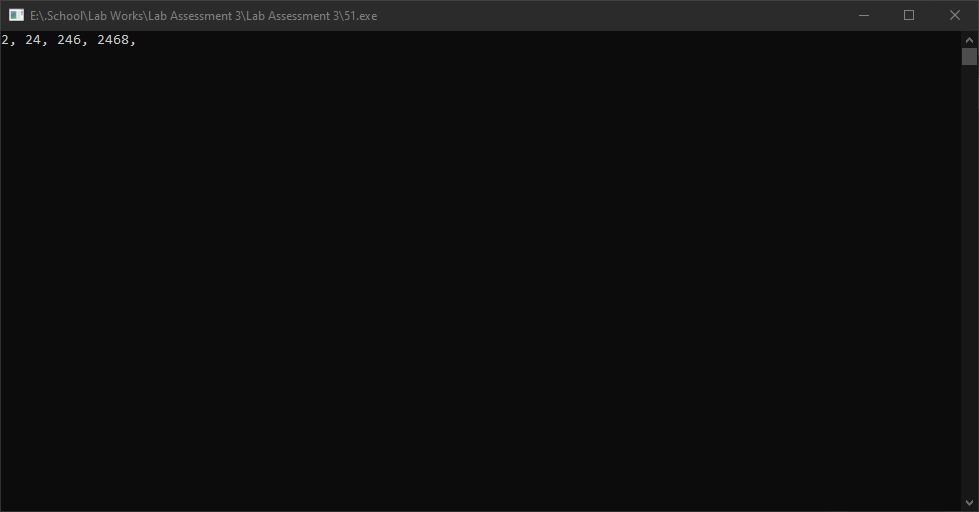 E:\.School\Lab Works\Lab Assessment 3\Lab Assessment 3\51.exe
2, 24, 246, 2468,